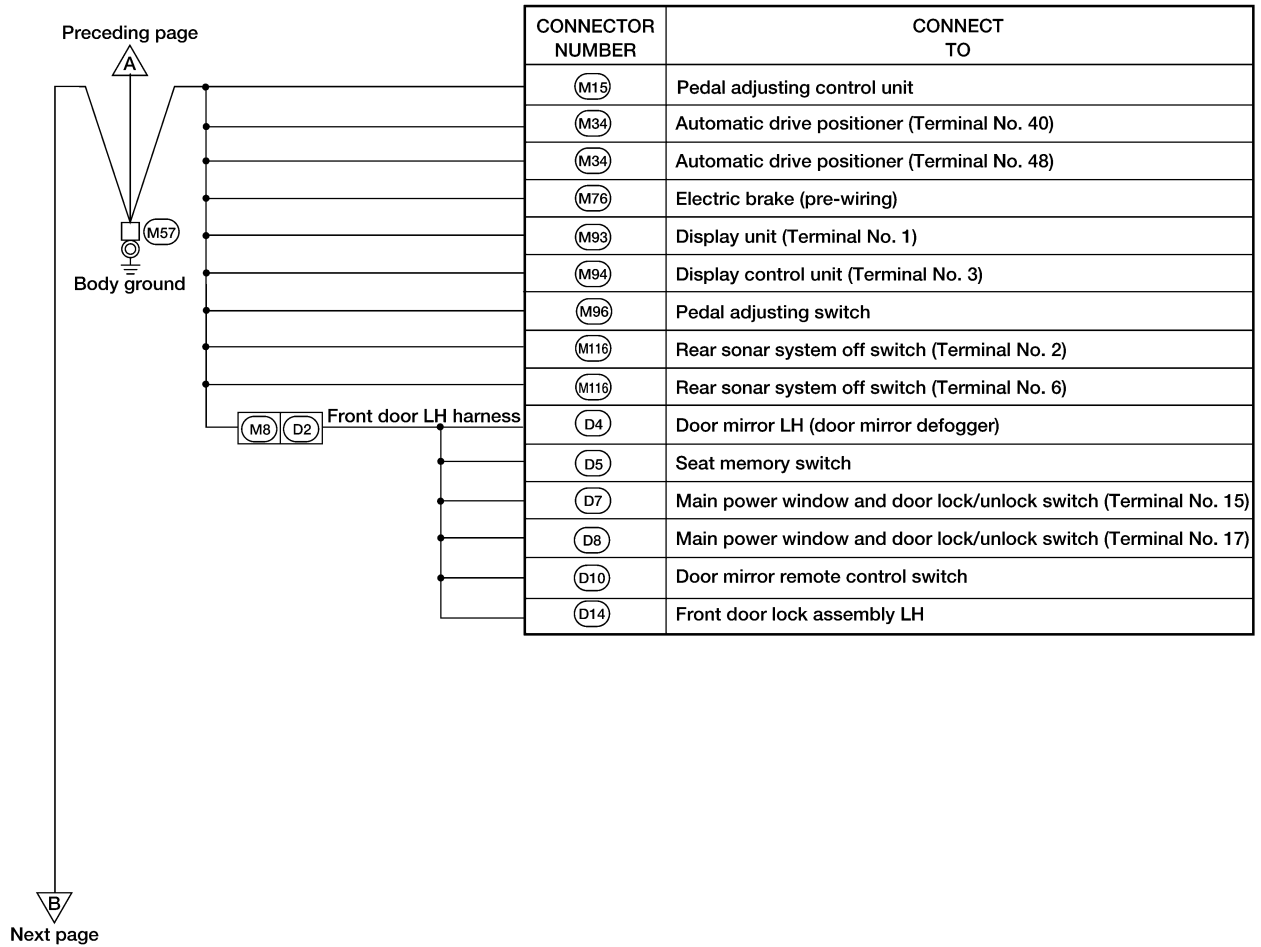 Preceding page
A
M57
Body ground
CONNECTOR NUMBER
CONNECT TO
M15 Pedal adjusting control unit
M34 Automatic drive positioner (Terminal No. 40)
M34 Automatic drive positioner (Terminal No. 48)
M76 Electric brake (pre-wiring)
M93 Display unit (Terminal No. 1)
M94 Display control unit (Terminal No. 3)
M96 Pedal adjusting switch
M116 Rear sonar system off switch (Terminal No. 2)
M116 Rear sonar system off switch (Terminal No. 6)
M8 D2 Front door LH harness
D4 Door mirror LH (door mirror defogger)
D5 Seat memory switch
D7 Main power window and door lock/unlock switch (Terminal No. 15)
D8 Main power window and door lock/unlock switch (Terminal No. 17)
D10 Door mirror remote control switch
D14 Front door lock assembly LH
B
Next page